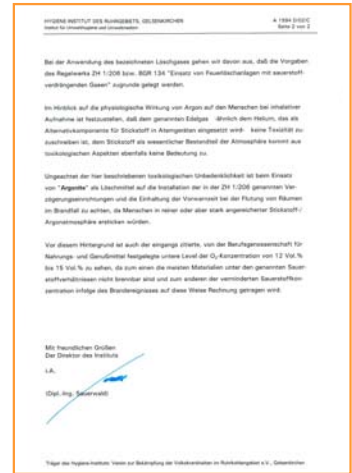 HYGIENE-INSTITUT DES RUHRGEBIETS, GELSENKIRCHEN
Institut für Umwelthygiene und Umweltmedizin
Seite 2 von 2
Bei der Anwendung des bezeichneten Löschgases gehen wir davon aus, daß die Vorgaben
des Regelwerks ZH 1/206 bzw. BGR 134 "Einsatz von Feuerlöschanlagen mit sauerstoff-
verdrängenden Gasen" zugrunde gelegt werden.
Im Hinblick auf die physiologische Wirkung von Argon auf den Menschen bei inhalativer
Aufnahme ist festzustellen, daß dem genannten Edelgas - ähnlich dem Helium, das als
Alternativkomponente für Stickstoff in Atemgeräten eingesetzt wird - keine Toxizität zu-
zuschreiben ist, dem Stickstoff als wesentlicher Bestandteil der Atmosphäre kommt aus
toxikologischen Aspekten ebenfalls keine Bedeutung zu.
Ungeachtet der hier beschriebenen toxikologischen Unbedenklichkeit ist beim Einsatz
von "Argonite" als Löschmittel auf die Installation der in der ZH 1/206 genannten Ver-
zögerungseinrichtungen und die Einhaltung der Vorwarnzeit bei der Flutung von Räumen
im Brandfall zu achten, da Menschen in reiner oder aber stark angereicherter Stickstoff-/
Argonatmosphäre ersticken würden.
Vor diesem Hintergrund ist auch der eingangs zitierte, von der Berufsgenossenschaft für
Nahrungs- und Genußmittel festgelegte untere Level der O₂-Konzentration von 12 Vol.%
bis 15 Vol.% zu sehen, da zum einen die meisten Materialien unter den genannten Sauer-
stoffverhältnissen nicht brennbar sind und zum anderen der verminderten Sauerstoffkon-
zentration infolge des Brandereignisses auf diese Weise Rechnung getragen wird.
Mit freundlichen Grüßen
Der Direktor des Instituts
i.A.
(Dipl.-Ing. Sauerwald)
Träger des Hygiene-Instituts: Verein zur Bekämpfung der Volkskrankheiten im Ruhrkohlengebiet e.V., Gelsenkirchen